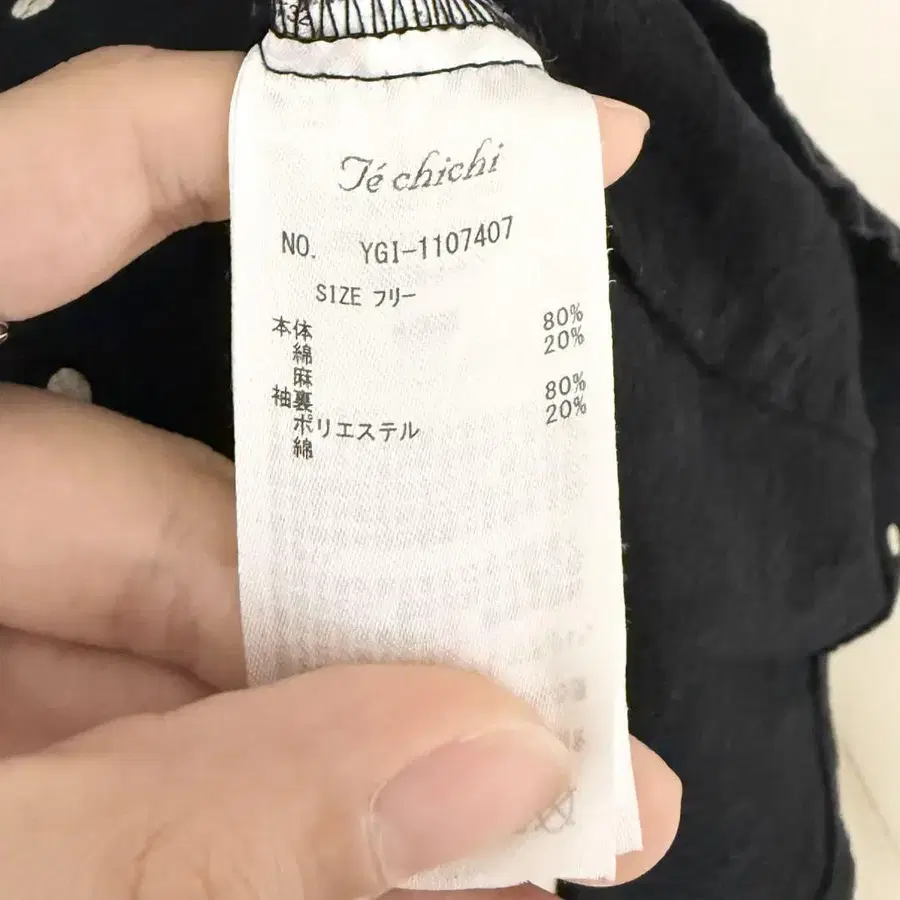 Té chichi
NO. YGI-1107407
SIZE フリー
本体
綿 80%
麻 20%
袖裏
ポリエステル 80%
綿 20%